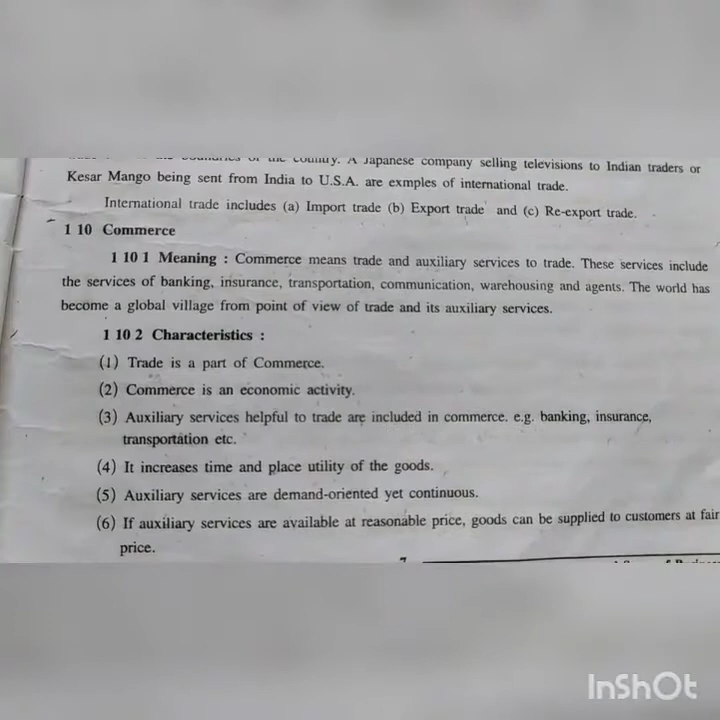 the country. A Japanese company selling televisions to Indian traders or
Kesar Mango being sent from India to U.S.A. are exmples of international trade.
International trade includes (a) Import trade (b) Export trade and (c) Re-export trade.
1 10 Commerce
1 10 1 Meaning : Commerce means trade and auxiliary services to trade. These services include
the services of banking, insurance, transportation, communication, warehousing and agents. The world has
become a global village from point of view of trade and its auxiliary services.
1 10 2 Characteristics :
(1) Trade is a part of Commerce.
(2) Commerce is an economic activity.
(3) Auxiliary services helpful to trade are included in commerce. e.g. banking, insurance,
transportation etc.
(4) It increases time and place utility of the goods.
(5) Auxiliary services are demand-oriented yet continuous.
(6) If auxiliary services are available at reasonable price, goods can be supplied to customers at fair
price.
InShOt